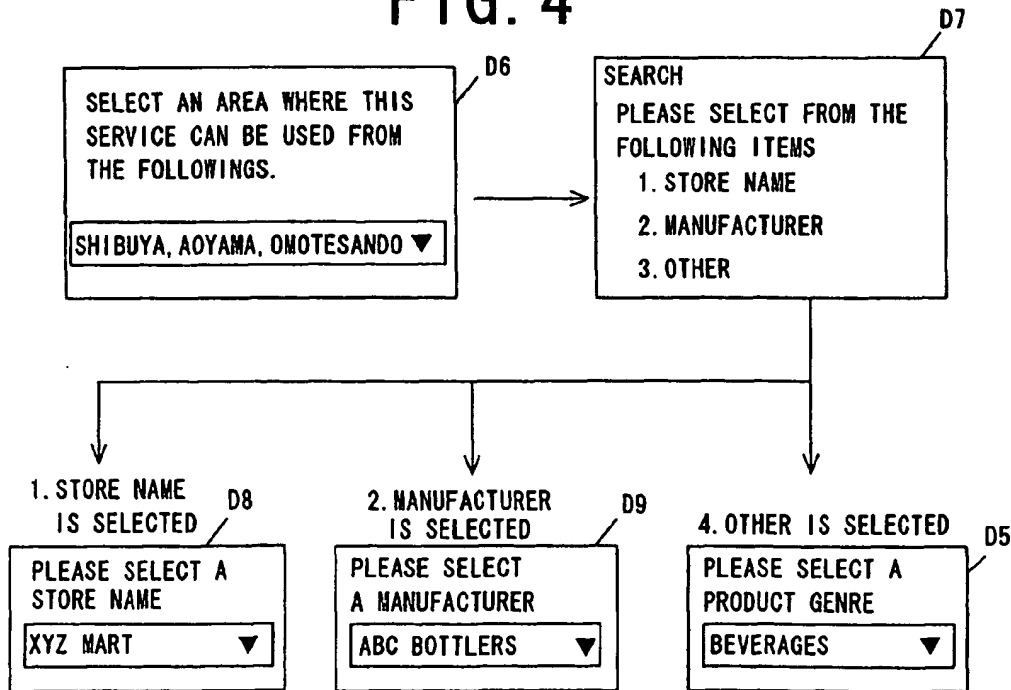 FIG. 4
D6
SELECT AN AREA WHERE THIS
SERVICE CAN BE USED FROM
THE FOLLOWINGS.
SHIBUYA, AOYAMA, OMOTESANDO ▼
D7
SEARCH
PLEASE SELECT FROM THE
FOLLOWING ITEMS
1. STORE NAME
2. MANUFACTURER
3. OTHER
1. STORE NAME
IS SELECTED
D8
PLEASE SELECT A
STORE NAME
XYZ MART ▼
2. MANUFACTURER
IS SELECTED
D9
PLEASE SELECT
A MANUFACTURER
ABC BOTTLERS ▼
4. OTHER IS SELECTED
D5
PLEASE SELECT A
PRODUCT GENRE
BEVERAGES ▼